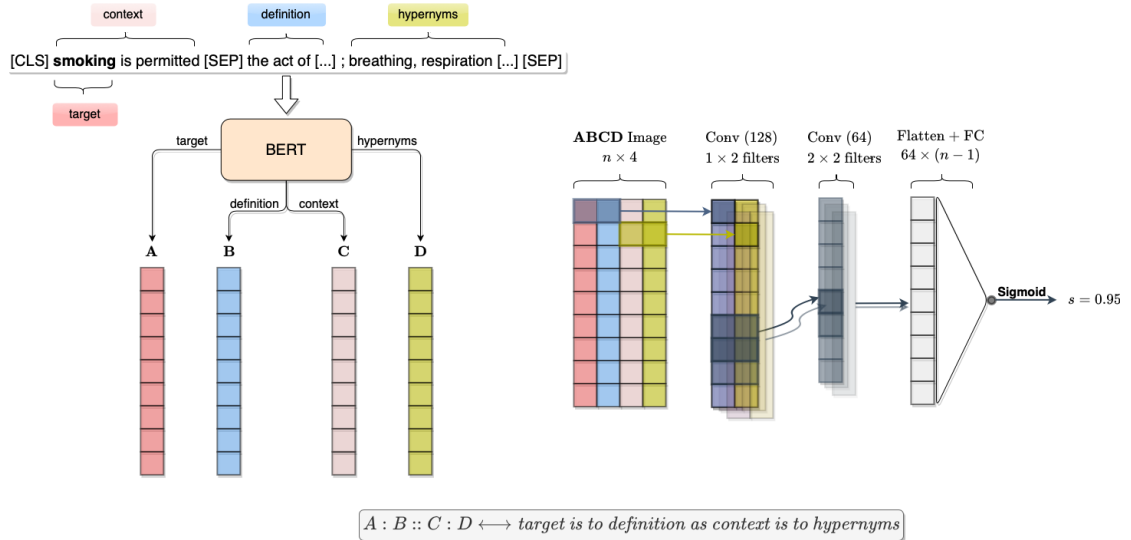 context
definition
hypernyms
[CLS] smoking is permitted [SEP] the act of [...] ; breathing, respiration [...] [SEP]
target
BERT
target
hypernyms
definition
context
A
B
C
D
ABCD Image
n × 4
Conv (128)
1 × 2 filters
Conv (64)
2 × 2 filters
Flatten + FC
64 × (n − 1)
Sigmoid
s = 0.95
A : B :: C : D ⟷ target is to definition as context is to hypernyms